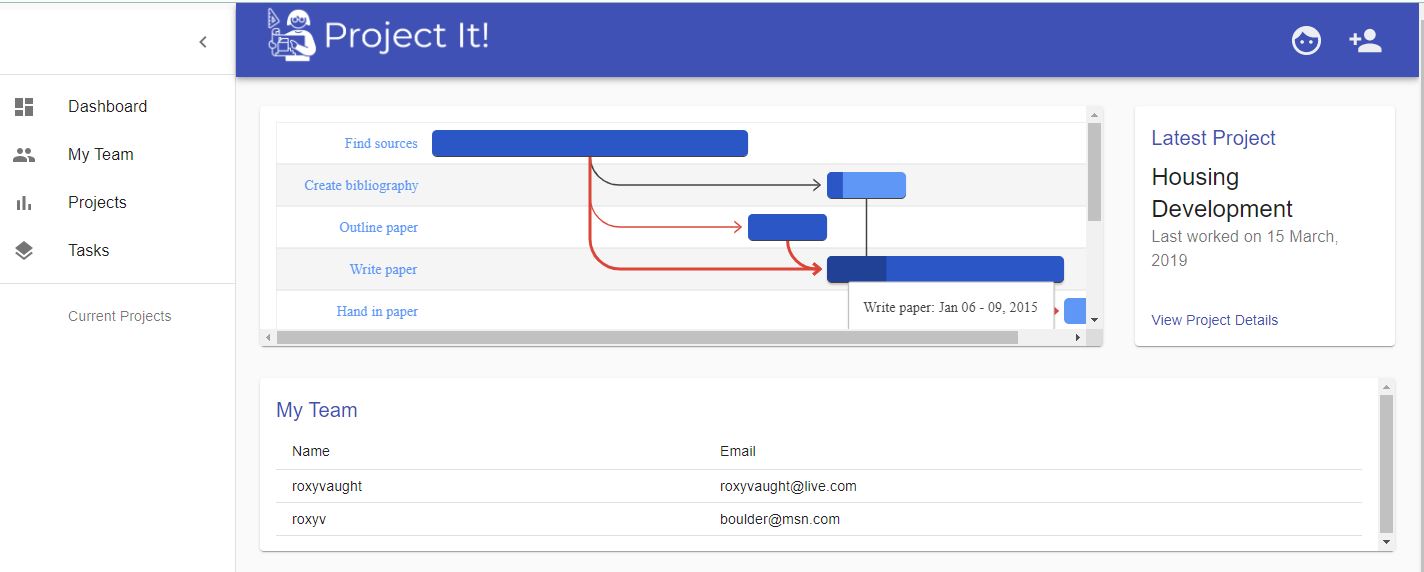 Project It!
Dashboard
My Team
Projects
Tasks
Current Projects
Find sources
Create bibliography
Outline paper
Write paper
Hand in paper
Write paper: Jan 06 - 09, 2015
Latest Project
Housing
Development
Last worked on 15 March,
2019
View Project Details
My Team
Name Email
roxyvaught roxyvaught@live.com
roxyv boulder@msn.com